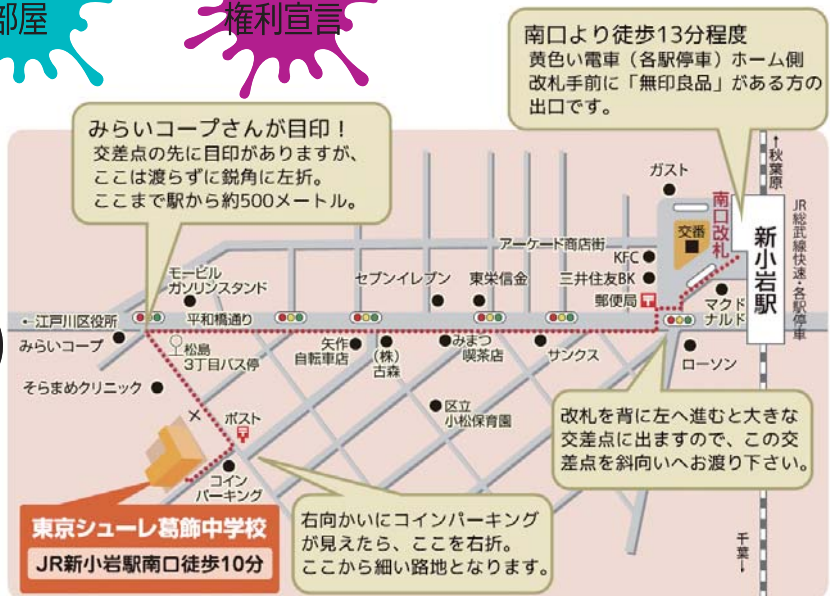 部屋
権利宣言
南口より徒歩13分程度
黄色い電車（各駅停車）ホーム側
改札手前に「無印良品」がある方の
出口です。
みらいコープさんが目印！
交差点の先に目印がありますが、
ここは渡らずに鋭角に左折。
ここまで駅から約500メートル。
↑秋葉原
ガスト
南口改札
交番
新小岩駅
JR総武線快速・各駅停車
アーケード商店街
KFC
三井住友BK
郵便局
マクド
ナルド
モービル
ガソリンスタンド
セブンイレブン
東栄信金
←江戸川区役所
平和橋通り
みらいコープ
松島
3丁目バス停
矢作
自転車店
(株)
古森
みまつ
喫茶店
サンクス
ローソン
そらまめクリニック
ポスト
区立
小松保育園
コイン
パーキング
改札を背に左へ進むと大きな
交差点に出ますので、この交
差点を斜向いへお渡り下さい。
東京シューレ葛飾中学校
JR新小岩駅南口徒歩10分
右向かいにコインパーキング
が見えたら、ここを右折。
ここから細い路地となります。
千葉↓